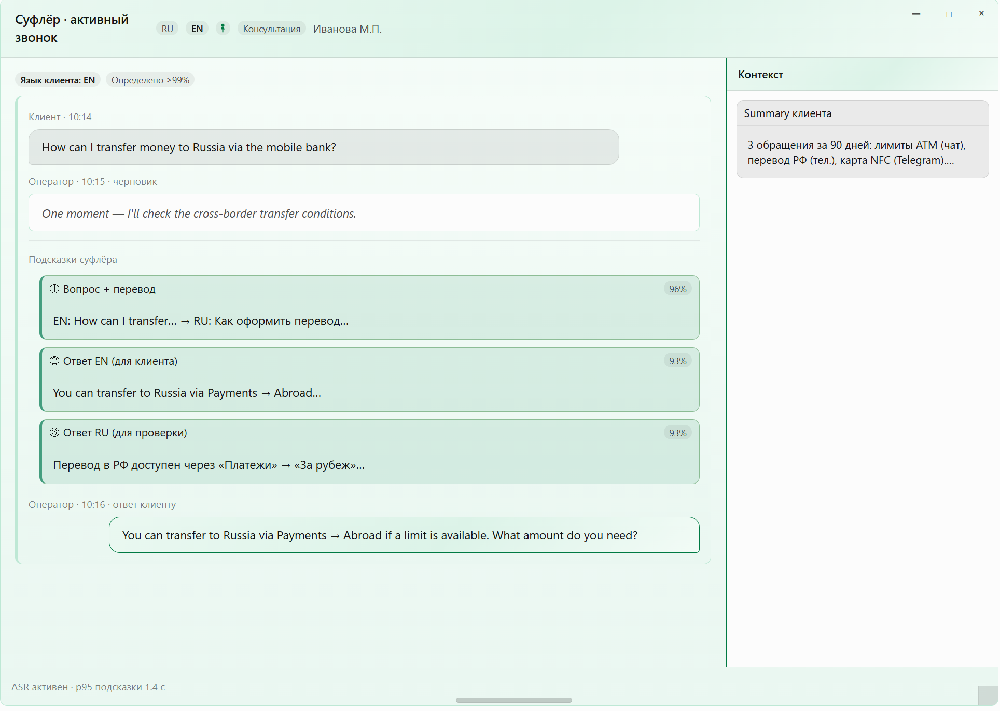 Суфлёр · активный
звонок
RU
EN
Консультация
Иванова М.П.
Язык клиента: EN
Определено ≥99%
Клиент · 10:14
How can I transfer money to Russia via the mobile bank?
Оператор · 10:15 · черновик
One moment — I'll check the cross-border transfer conditions.
Подсказки суфлёра
① Вопрос + перевод
96%
EN: How can I transfer... → RU: Как оформить перевод...
② Ответ EN (для клиента)
93%
You can transfer to Russia via Payments → Abroad...
③ Ответ RU (для проверки)
93%
Перевод в РФ доступен через «Платежи» → «За рубеж»...
Оператор · 10:16 · ответ клиенту
You can transfer to Russia via Payments → Abroad if a limit is available. What amount do you need?
Контекст
Summary клиента
3 обращения за 90 дней: лимиты ATM (чат),
перевод РФ (тел.), карта NFC (Telegram)....
ASR активен · p95 подсказки 1.4 с